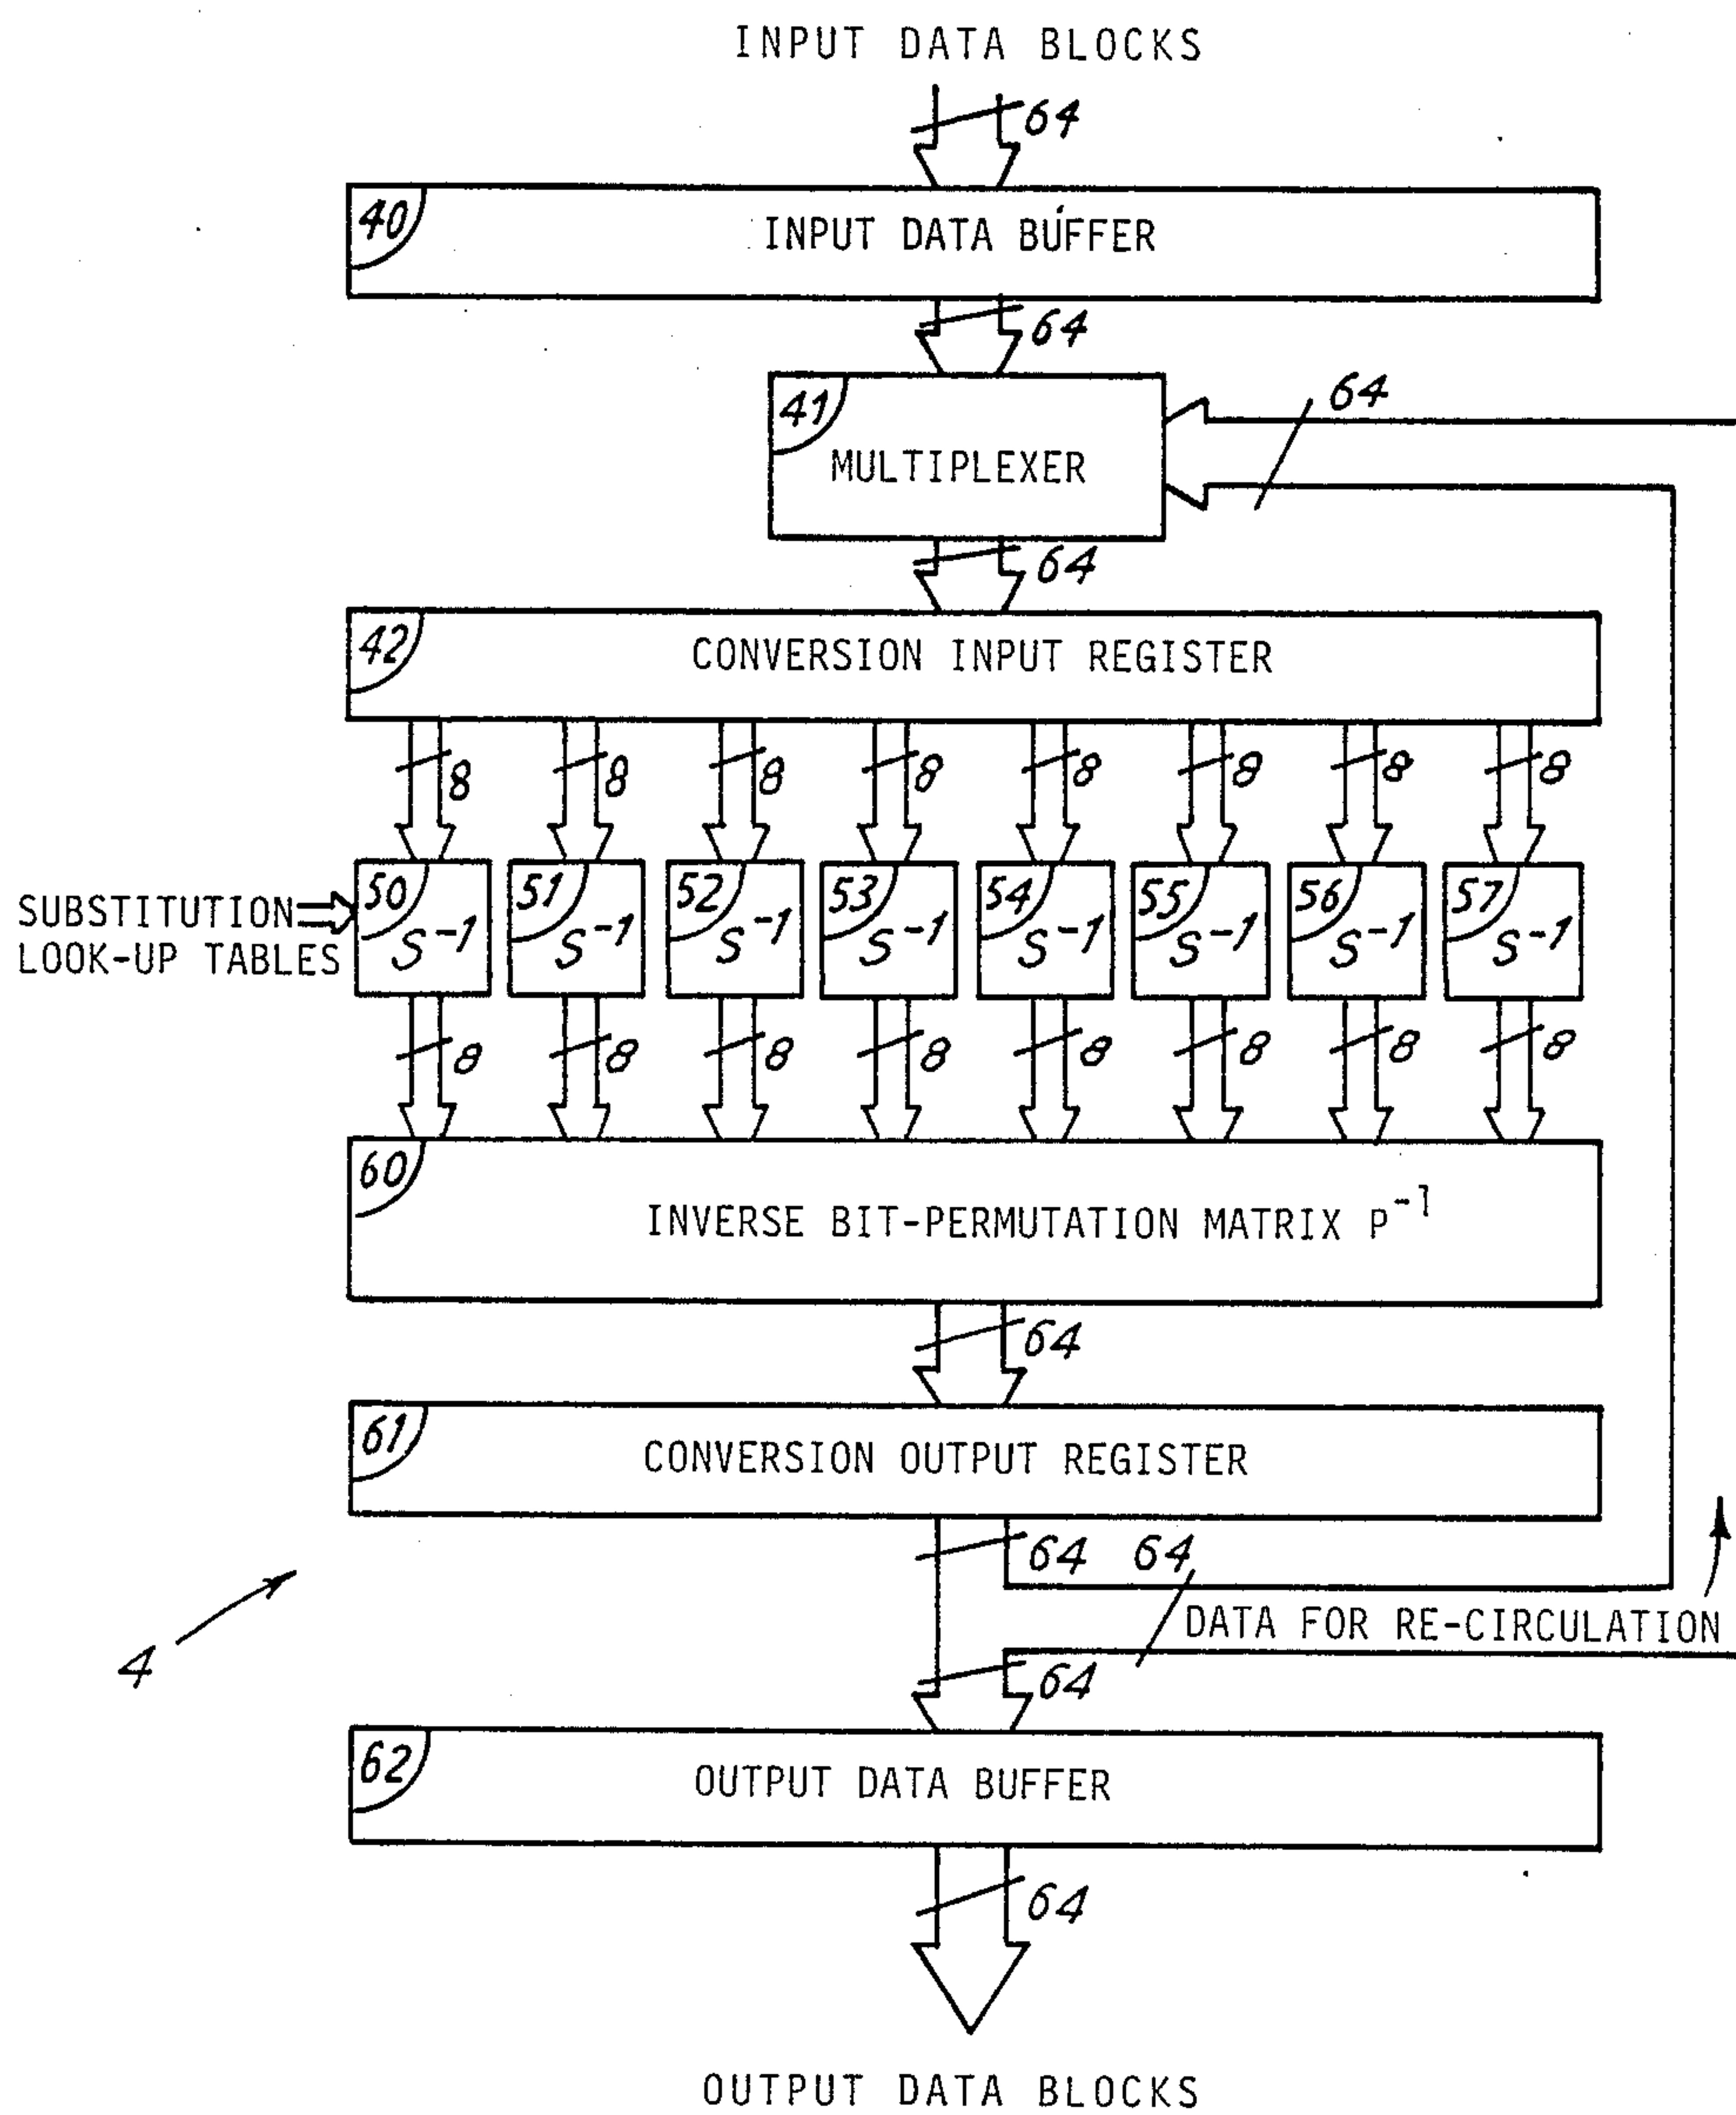 INPUT DATA BLOCKS
64
40
INPUT DATA BUFFER
64
41
MULTIPLEXER
64
64
42
CONVERSION INPUT REGISTER
8 8 8 8 8 8 8 8
SUBSTITUTION
LOOK-UP TABLES
50 51 52 53 54 55 56 57
S⁻¹ S⁻¹ S⁻¹ S⁻¹ S⁻¹ S⁻¹ S⁻¹ S⁻¹
8 8 8 8 8 8 8 8
60
INVERSE BIT-PERMUTATION MATRIX P⁻¹
64
61
CONVERSION OUTPUT REGISTER
64 64
DATA FOR RE-CIRCULATION
4
64
62
OUTPUT DATA BUFFER
64
OUTPUT DATA BLOCKS